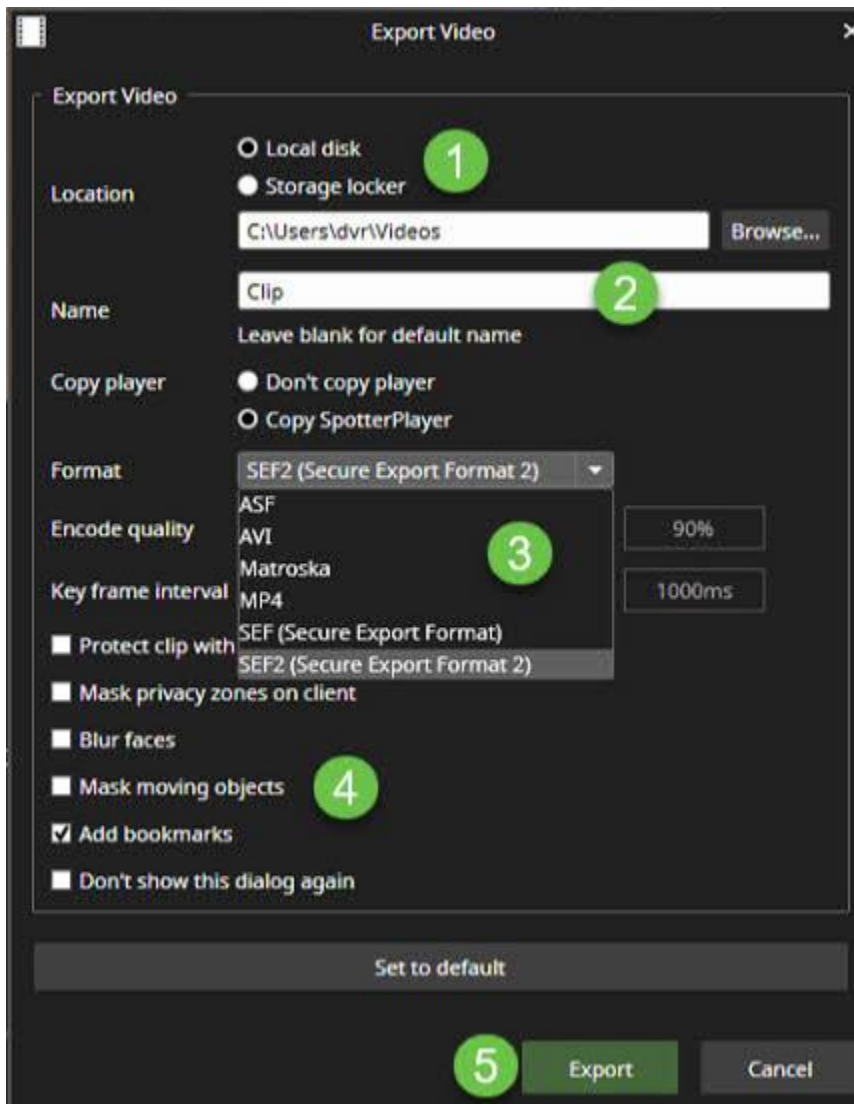 Export Video
Export Video
Location
Local disk
1
Storage locker
C:\Users\dvr\Videos
Browse...
Name
Clip
2
Leave blank for default name
Copy player
Don't copy player
Copy SpotterPlayer
Format
SEF2 (Secure Export Format 2)
ASF
Encode quality
AVI
3
90%
Matroska
Key frame interval
MP4
1000ms
Protect clip with
SEF (Secure Export Format)
SEF2 (Secure Export Format 2)
Mask privacy zones on client
Blur faces
Mask moving objects
4
Add bookmarks
Don't show this dialog again
Set to default
5
Export
Cancel